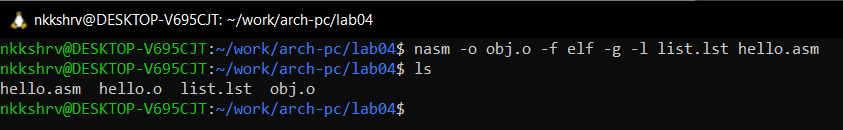 nkkshrv@DESKTOP-V695CJT: ~/work/arch-pc/lab04
nkkshrv@DESKTOP-V695CJT:~/work/arch-pc/lab04$ nasm -o obj.o -f elf -g -l list.lst hello.asm
nkkshrv@DESKTOP-V695CJT:~/work/arch-pc/lab04$ ls
hello.asm  hello.o  list.lst  obj.o
nkkshrv@DESKTOP-V695CJT:~/work/arch-pc/lab04$